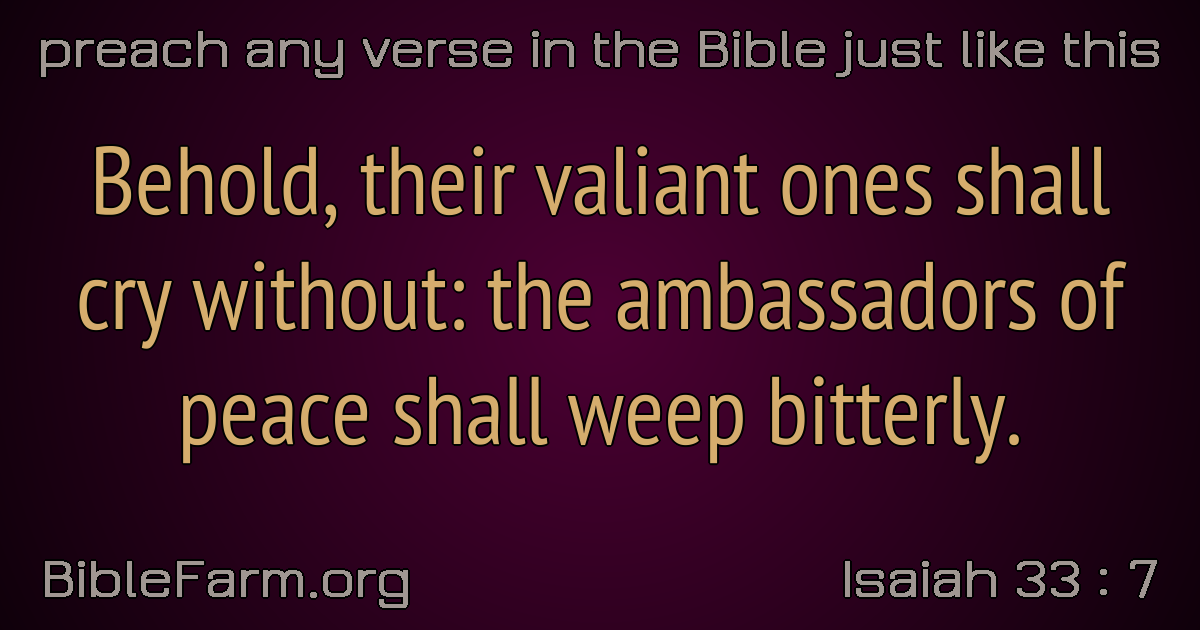 preach any verse in the Bible just like this
Behold, their valiant ones shall
cry without: the ambassadors of
peace shall weep bitterly.
BibleFarm.org
Isaiah 33 : 7